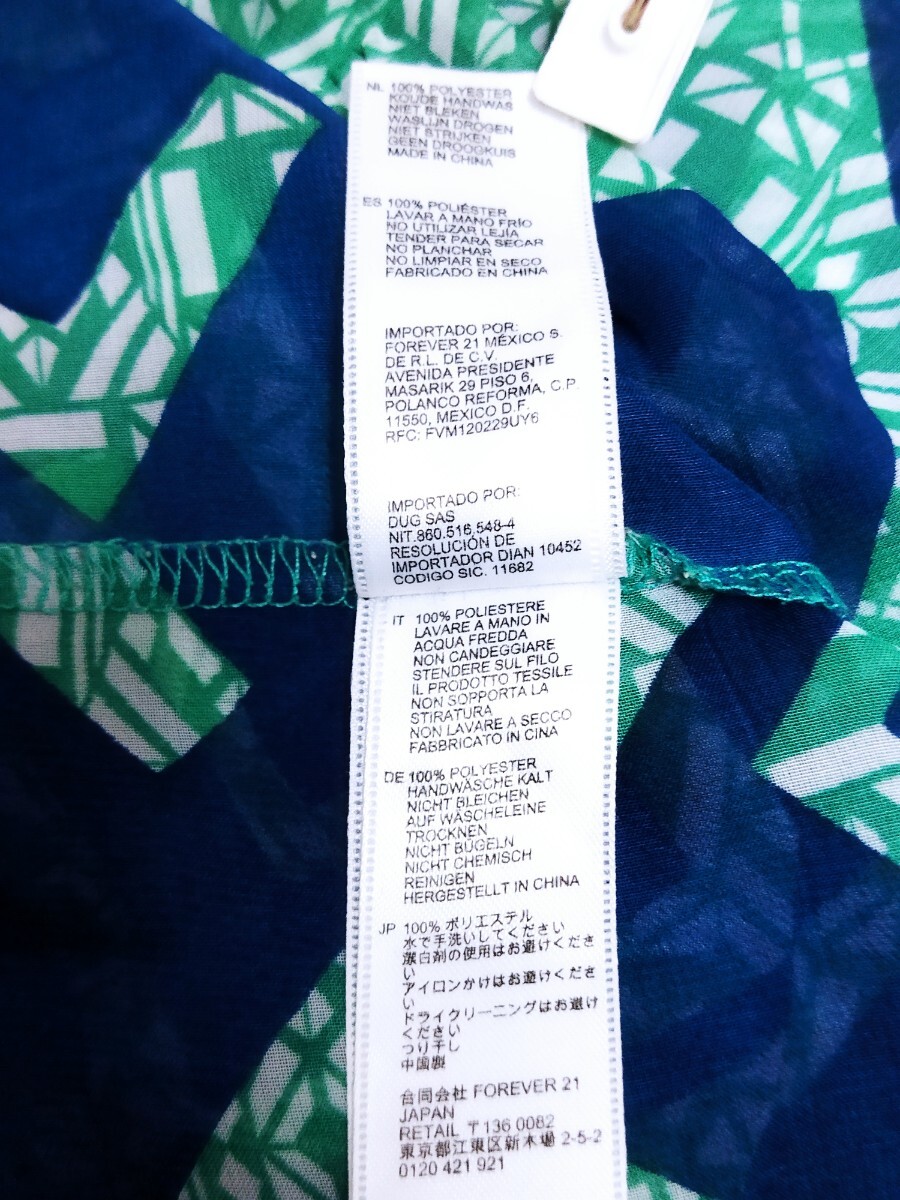 NL 100% POLYESTER
KOUDE HANDWAS
NIET BLEKEN
WASLIJN DROGEN
NIET STRIJKEN
GEEN DROOGKUIS
MADE IN CHINA
ES 100% POLIÉSTER
LAVAR A MANO FRÍO
NO UTILIZAR LEJÍA
TENDER PARA SECAR
NO PLANCHAR
NO LIMPIAR EN SECO
FABRICADO EN CHINA
IMPORTADO POR:
FOREVER 21 MÉXICO S.
DE R.L. DE C.V.
AVENIDA PRESIDENTE
MASARIK 29 PISO 6,
POLANCO REFORMA, C.P.
11550, MEXICO D.F.
RFC: FVM120229UY6
IMPORTADO POR:
DUG SAS
NIT.860.516.548-4
RESOLUCIÓN DE
IMPORTADOR DIAN 10452
CODIGO SIC. 11682
IT 100% POLIESTERE
LAVARE A MANO IN
ACQUA FREDDA
NON CANDEGGIARE
STENDERE SUL FILO
IL PRODOTTO TESSILE
NON SOPPORTA LA
STIRATURA
NON LAVARE A SECCO
FABBRICATO IN CINA
DE 100% POLYESTER
HANDWÄSCHE KALT
NICHT BLEICHEN
AUF WÄSCHELEINE
TROCKNEN
NICHT BÜGELN
NICHT CHEMISCH
REINIGEN
HERGESTELLT IN CHINA
JP 100% ポリエステル
水で手洗いしてください
漂白剤の使用はお避けくださ
い
アイロンかけはお避けくださ
い
ドライクリーニングはお避け
ください
つり干し
中国製
合同会社 FOREVER 21
JAPAN
RETAIL 〒136 0082
東京都江東区新木場 2-5-2
0120 421 921